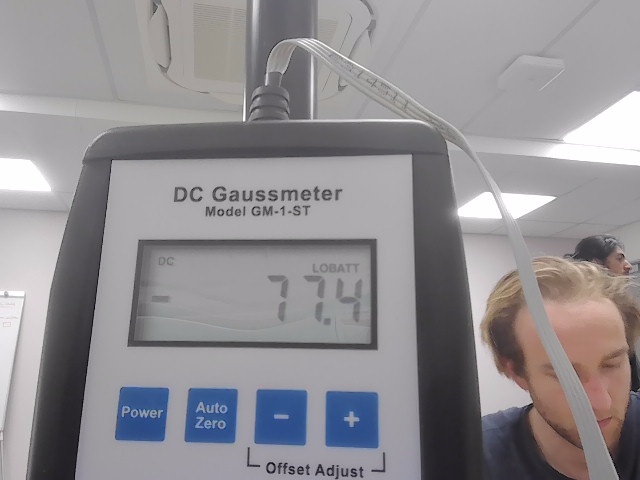 DC Gaussmeter
Model GM-1-ST
DC
LOBATT
- 77.4
Power
Auto
Zero
-
+
Offset Adjust